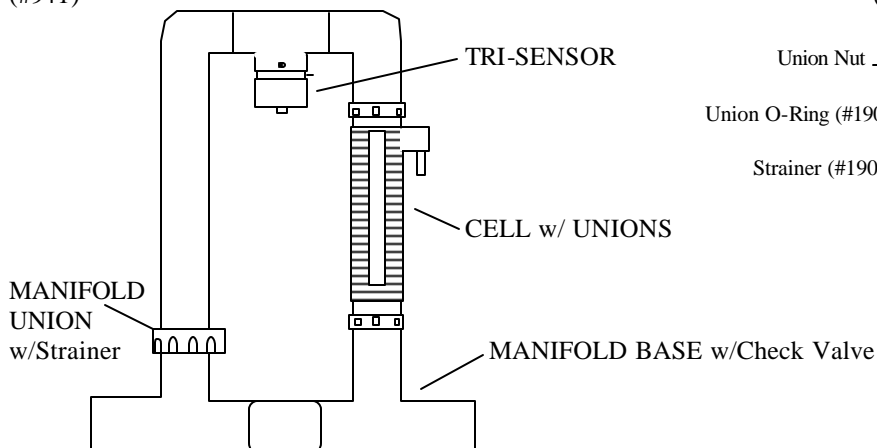 TRI-SENSOR
Union Nut
Union O-Ring (#190
Strainer (#190
CELL w/ UNIONS
MANIFOLD
UNION
w/Strainer
MANIFOLD BASE w/Check Valve